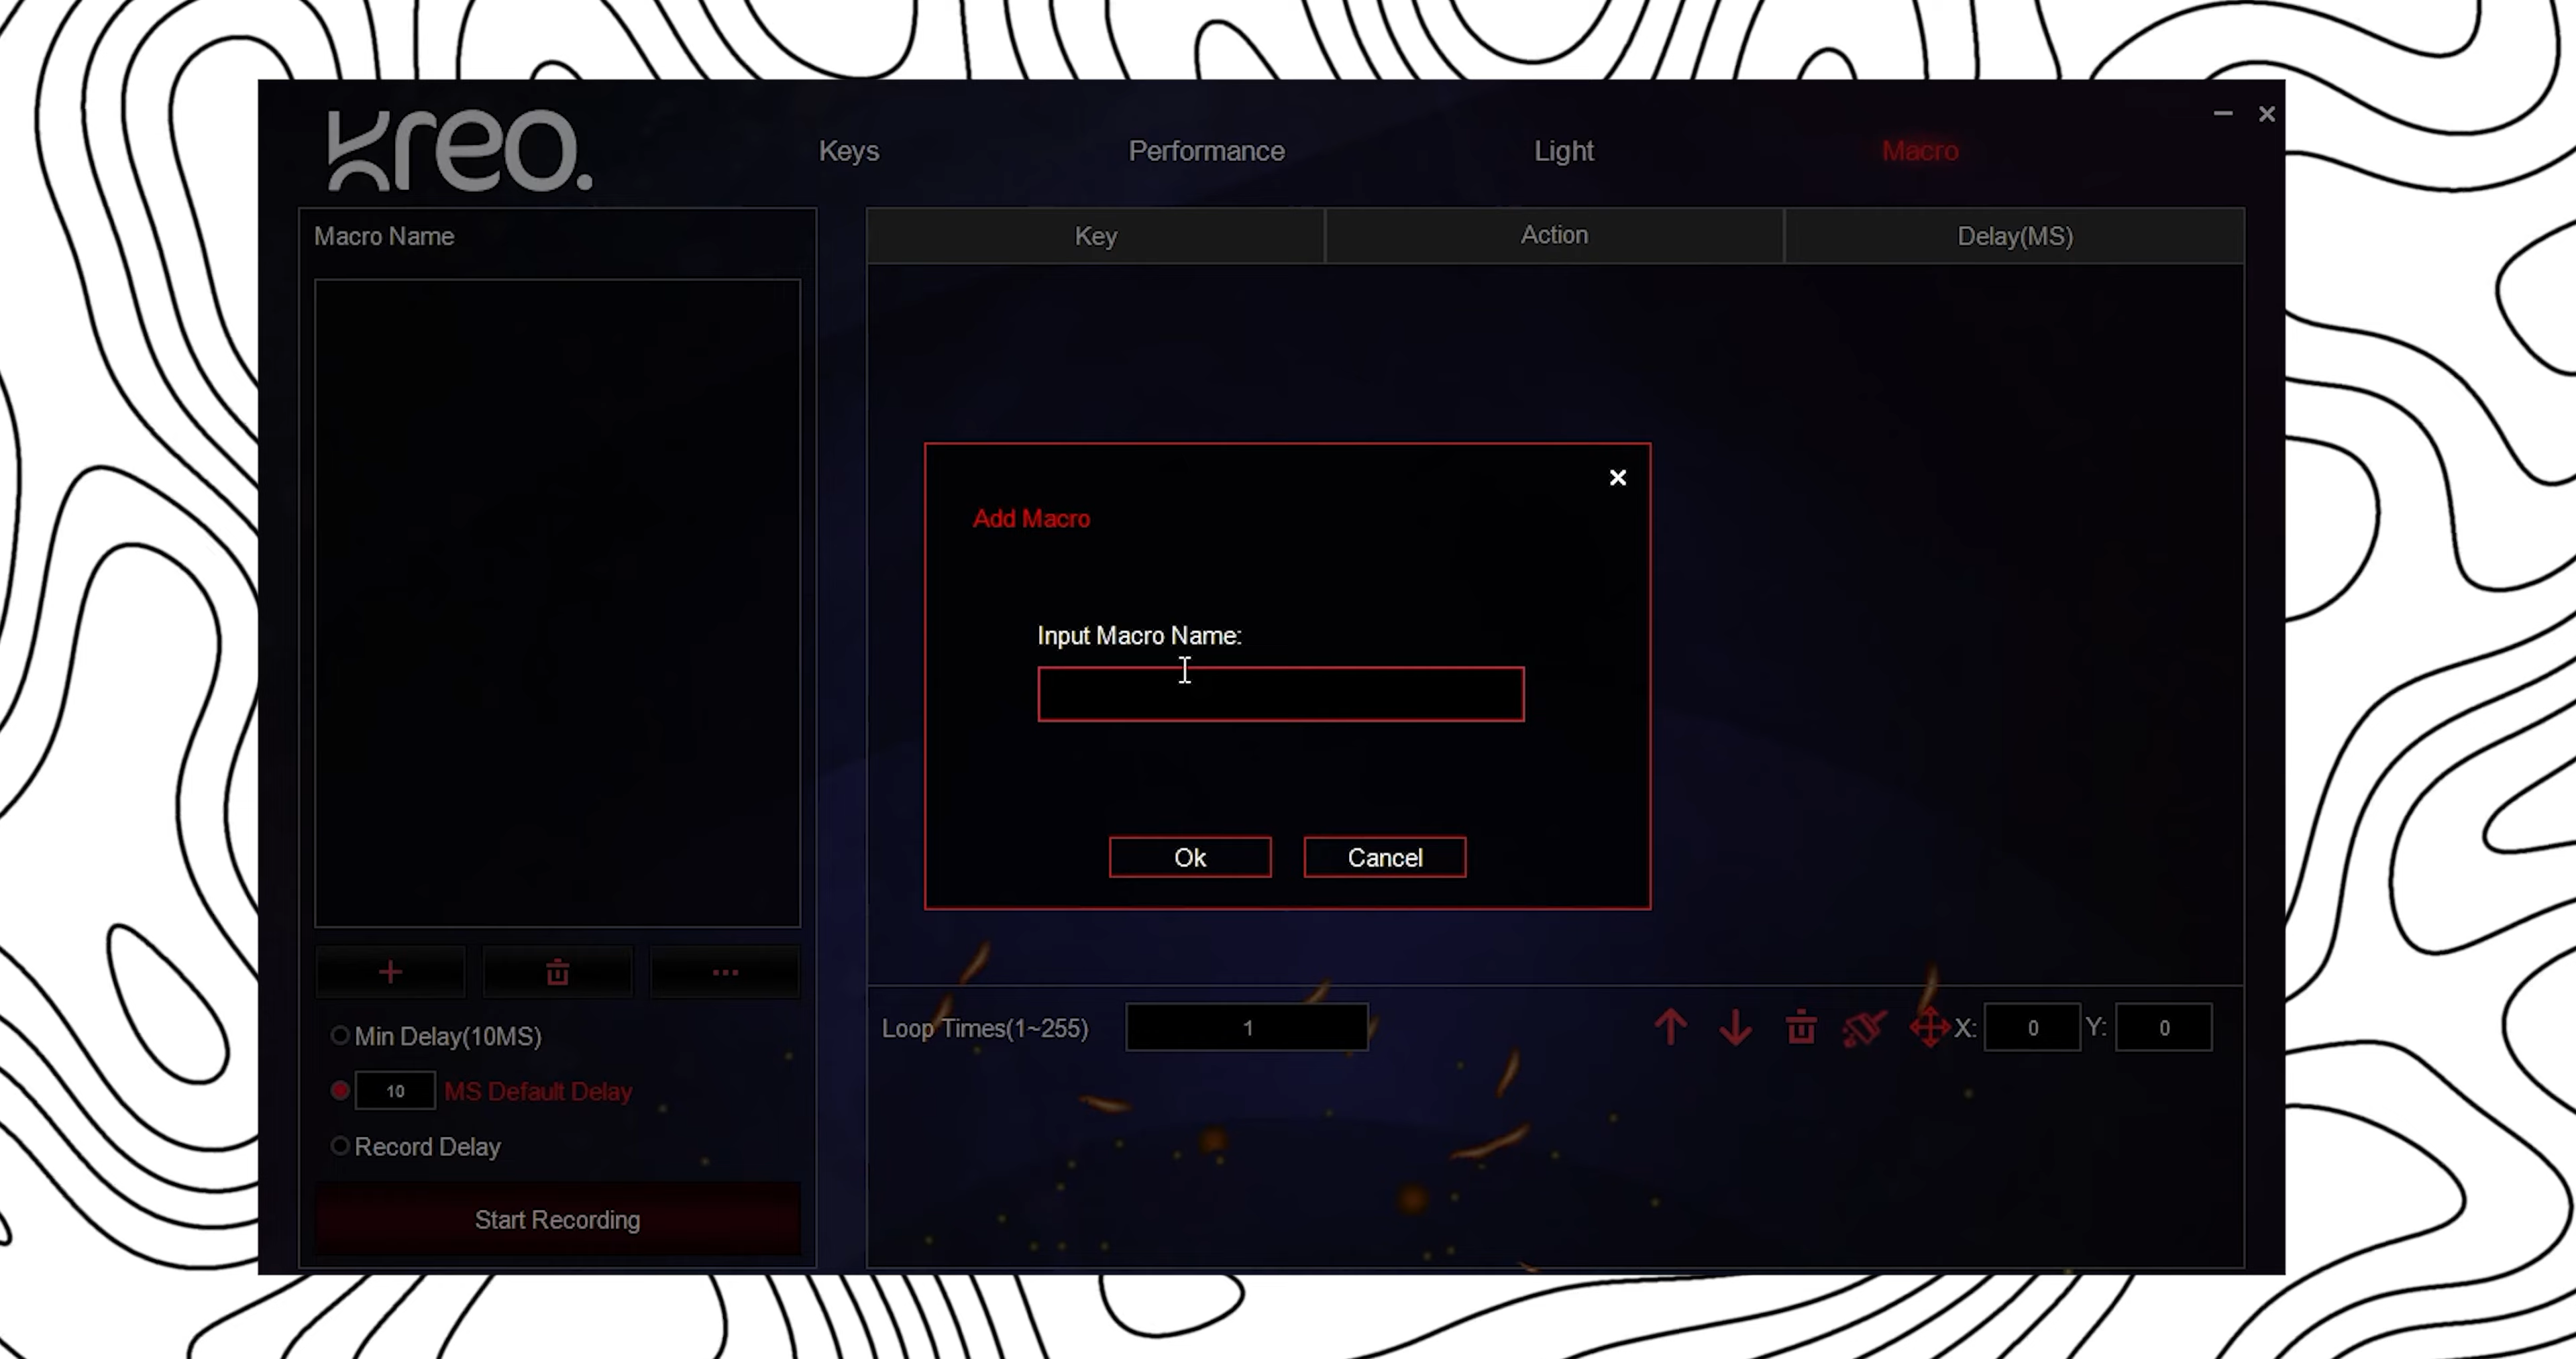 kreo.
Keys
Performance
Light
Macro
Macro Name
Key
Action
Delay(MS)
Add Macro
Input Macro Name:
Ok
Cancel
Min Delay(10MS)
10 MS Default Delay
Record Delay
Start Recording
Loop Times(1~255) 1
X: 0 Y: 0